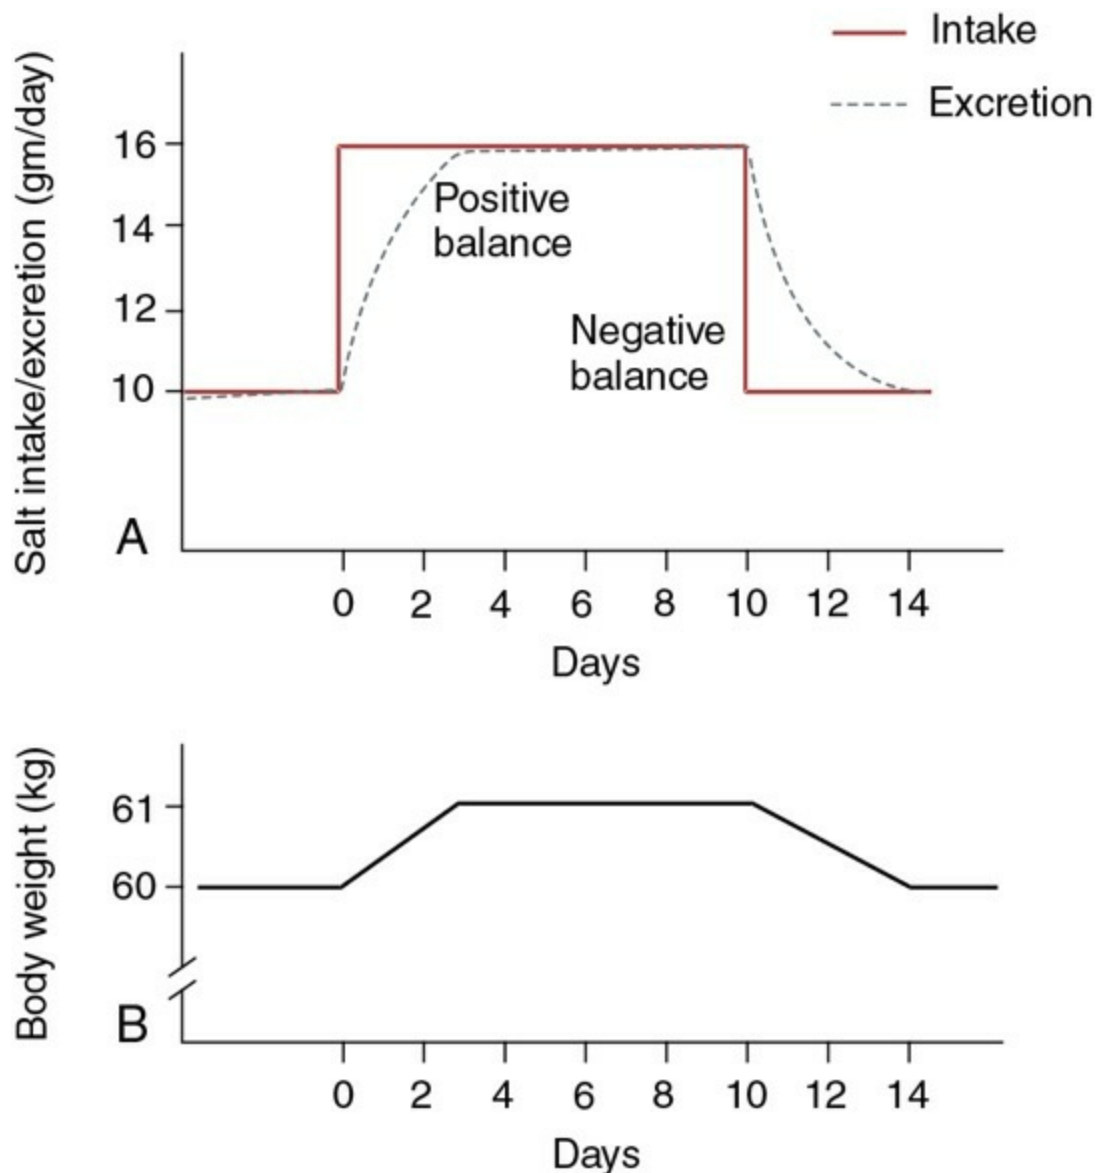 Intake
Excretion
Salt intake/excretion (gm/day)
16
14
12
10
Positive
balance
Negative
balance
A
0 2 4 6 8 10 12 14
Days
Body weight (kg)
61
60
B
0 2 4 6 8 10 12 14
Days